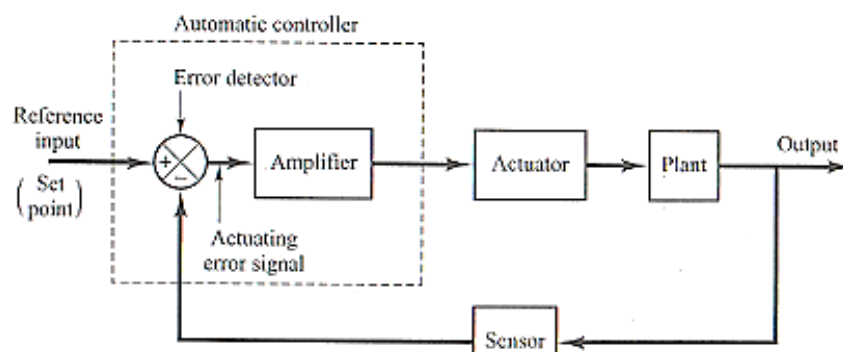 Automatic controller
Error detector
Reference
input
(Set
point)
+
−
Amplifier
Actuator
Plant
Output
Actuating
error signal
Sensor